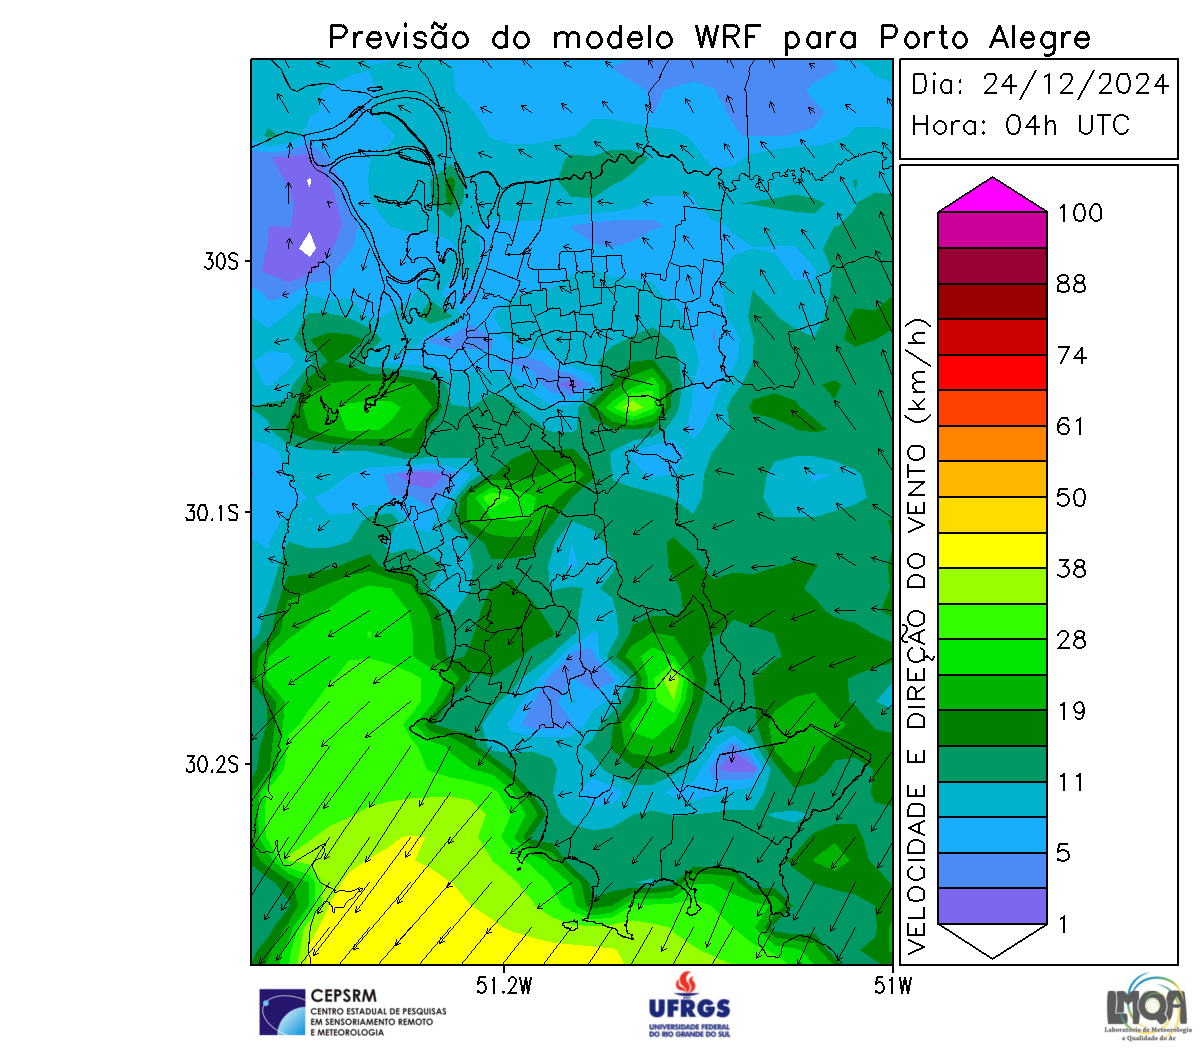 Previsão do modelo WRF para Porto Alegre
Dia: 24/12/2024
Hora: 04h UTC
30S
30.1S
30.2S
51.2W
51W
VELOCIDADE E DIREÇÃO DO VENTO (km/h)
100
88
74
61
50
38
28
19
11
5
1
CEPSRM
CENTRO ESTADUAL DE PESQUISAS
EM SENSORIAMENTO REMOTO
E METEOROLOGIA
UFRGS
UNIVERSIDADE FEDERAL
DO RIO GRANDE DO SUL
LMQA
Laboratório de Meteorologia
e Qualidade do Ar